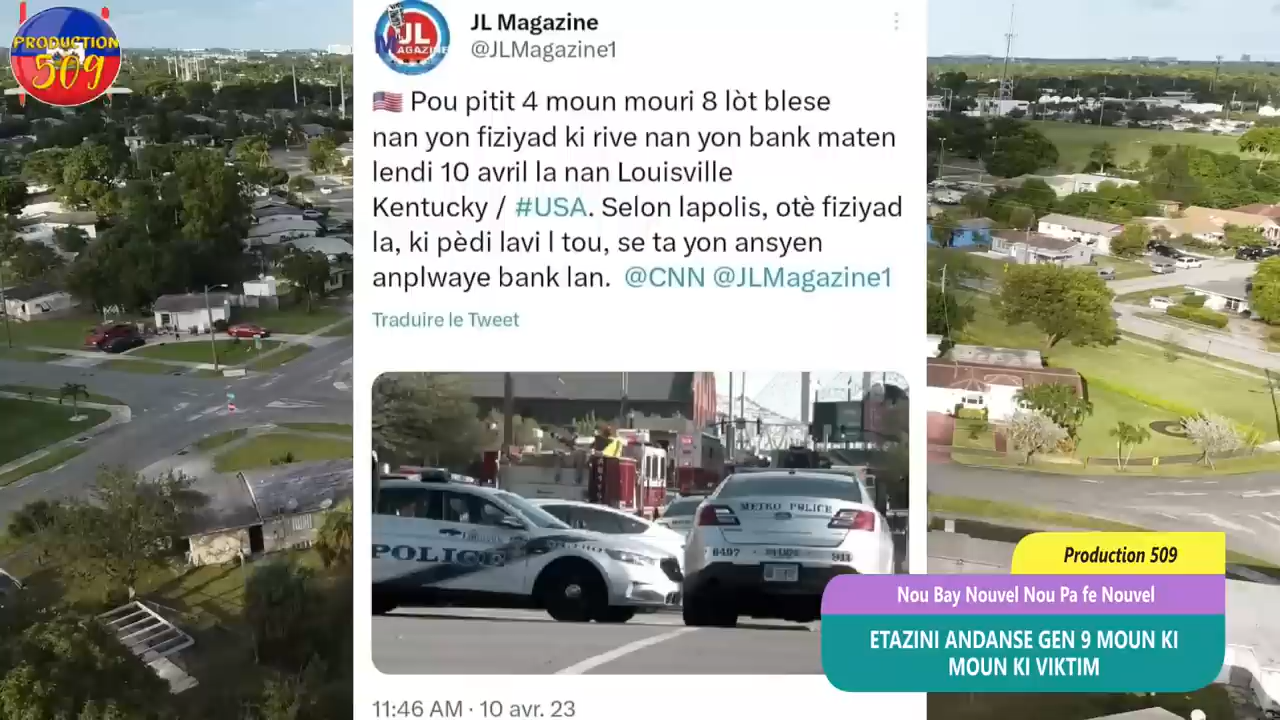 PRODUCTION
509
JL
MAGAZINE
JL Magazine
@JLMagazine1
Pou pitit 4 moun mouri 8 lòt blese
nan yon fiziyad ki rive nan yon bank maten
lendi 10 avril la nan Louisville
Kentucky / #USA. Selon lapolis, otè fiziyad
la, ki pèdi lavi l tou, se ta yon ansyen
anplwaye bank lan. @CNN @JLMagazine1
Traduire le Tweet
POLICE
METRO POLICE
6497
911
11:46 AM · 10 avr. 23
Production 509
Nou Bay Nouvel Nou Pa fe Nouvel
ETAZINI ANDANSE GEN 9 MOUN KI
MOUN KI VIKTIM